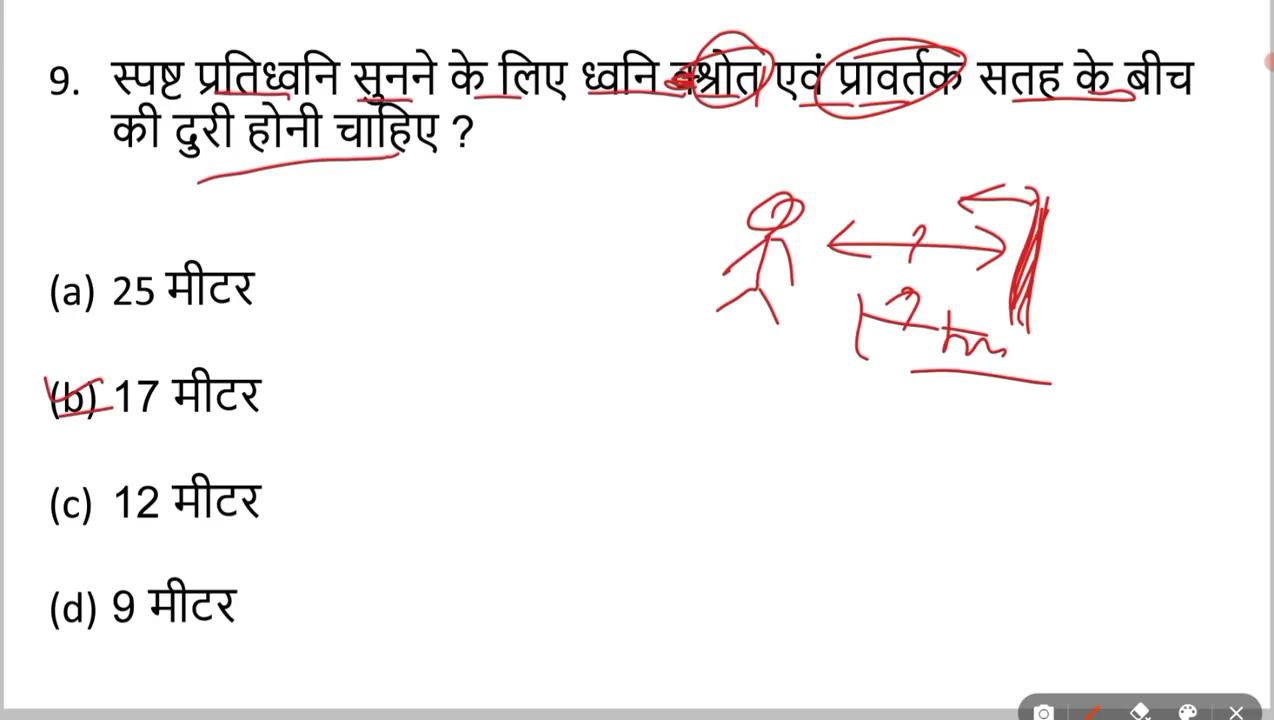 9. स्पष्ट प्रतिध्वनि सुनने के लिए ध्वनि श्रोत एवं प्रावर्तक सतह के बीच
की दुरी होनी चाहिए ?
(a) 25 मीटर
(b) 17 मीटर
(c) 12 मीटर
(d) 9 मीटर